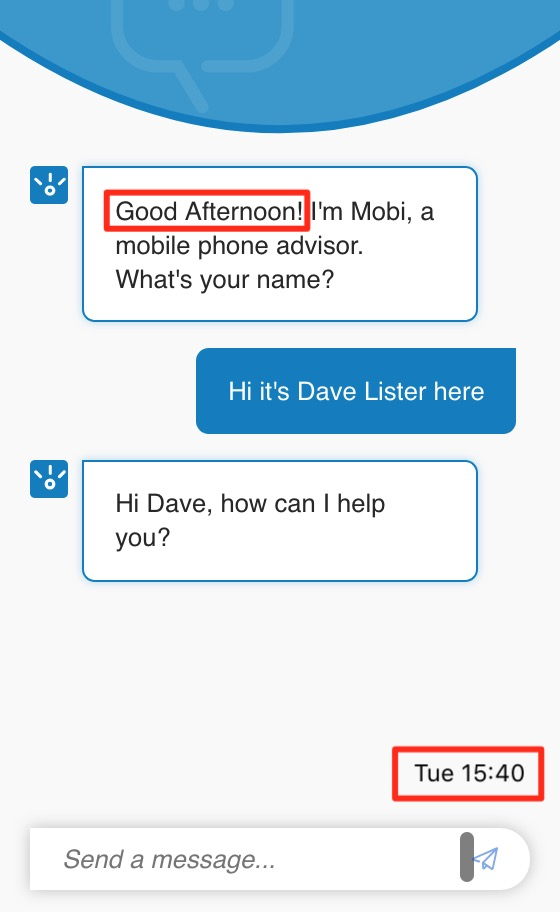 Good Afternoon! I'm Mobi, a
mobile phone advisor.
What's your name?
Hi it's Dave Lister here
Hi Dave, how can I help
you?
Tue 15:40
Send a message...